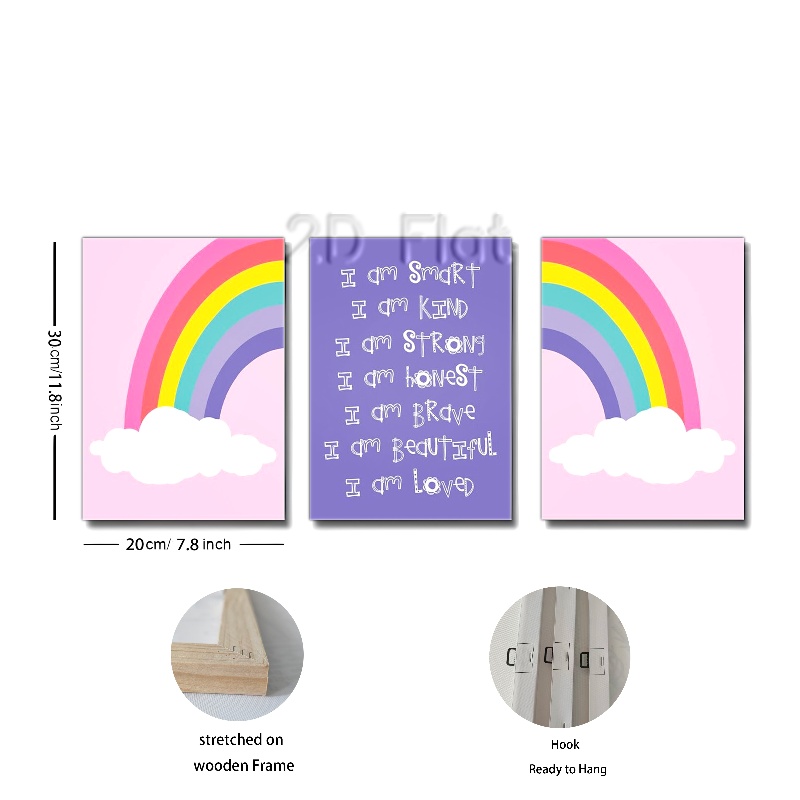 2D Flat
I am SmaRT
I am KIND
I am STRONG
I am honeST
I am BRave
I am BeauTIfuL
I am Loved
30cm/11.8inch
20cm/ 7.8 inch
stretched on
wooden Frame
Hook
Ready to Hang